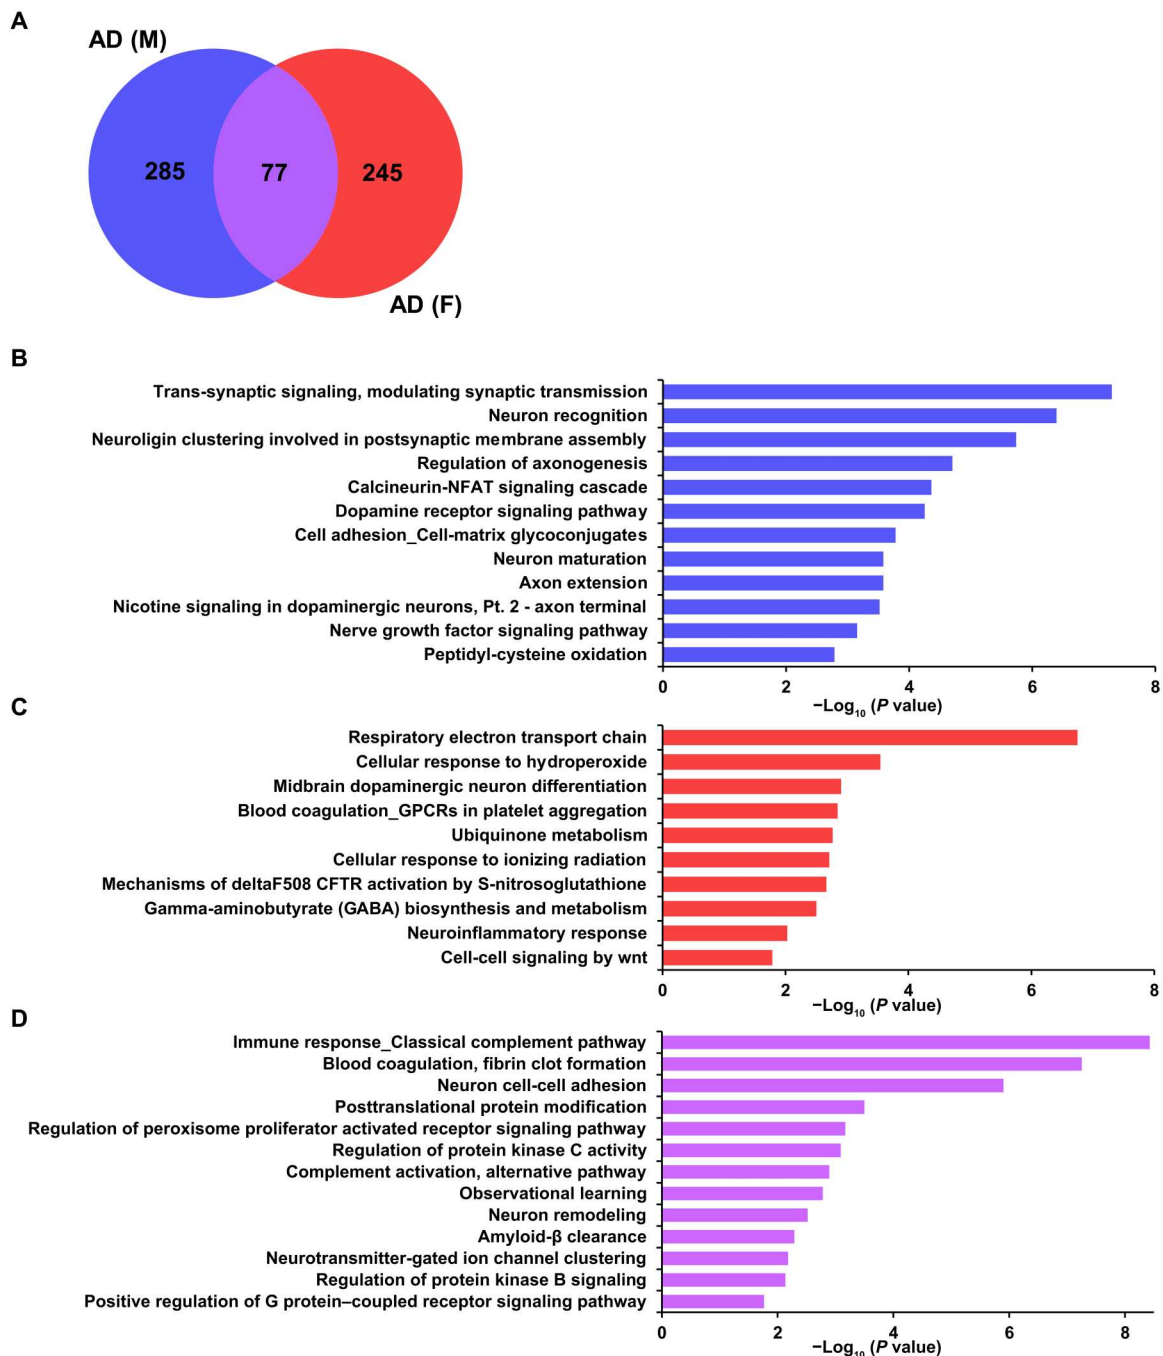 A
AD (M)
285
77
245
AD (F)
B
Trans-synaptic signaling, modulating synaptic transmission
Neuron recognition
Neuroligin clustering involved in postsynaptic membrane assembly
Regulation of axonogenesis
Calcineurin-NFAT signaling cascade
Dopamine receptor signaling pathway
Cell adhesion_Cell-matrix glycoconjugates
Neuron maturation
Axon extension
Nicotine signaling in dopaminergic neurons, Pt. 2 - axon terminal
Nerve growth factor signaling pathway
Peptidyl-cysteine oxidation
0 2 4 6 8
−Log₁₀ (P value)
C
Respiratory electron transport chain
Cellular response to hydroperoxide
Midbrain dopaminergic neuron differentiation
Blood coagulation_GPCRs in platelet aggregation
Ubiquinone metabolism
Cellular response to ionizing radiation
Mechanisms of deltaF508 CFTR activation by S-nitrosoglutathione
Gamma-aminobutyrate (GABA) biosynthesis and metabolism
Neuroinflammatory response
Cell-cell signaling by wnt
0 2 4 6 8
−Log₁₀ (P value)
D
Immune response_Classical complement pathway
Blood coagulation, fibrin clot formation
Neuron cell-cell adhesion
Posttranslational protein modification
Regulation of peroxisome proliferator activated receptor signaling pathway
Regulation of protein kinase C activity
Complement activation, alternative pathway
Observational learning
Neuron remodeling
Amyloid-β clearance
Neurotransmitter-gated ion channel clustering
Regulation of protein kinase B signaling
Positive regulation of G protein–coupled receptor signaling pathway
0 2 4 6 8
−Log₁₀ (P value)